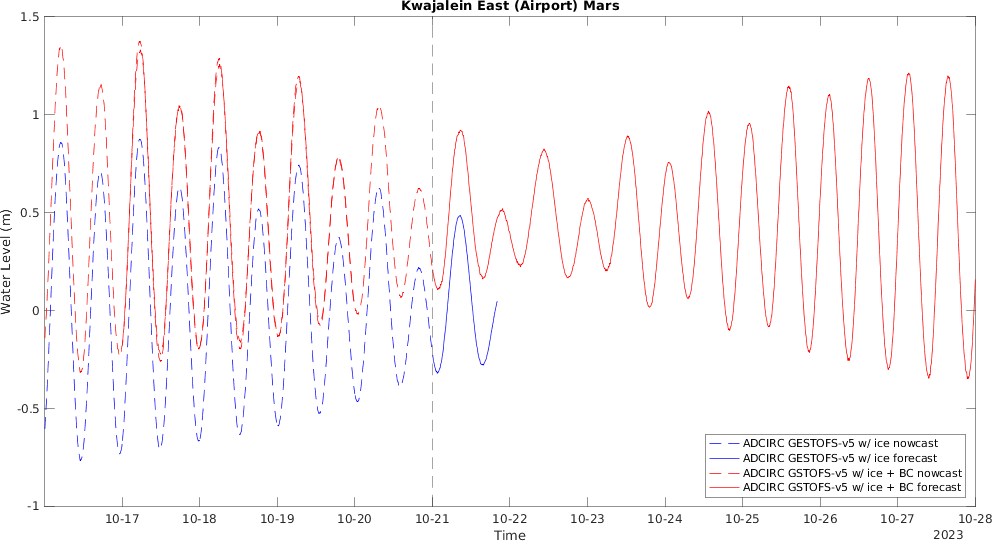 Kwajalein East (Airport) Mars
1.5
1
0.5
0
-0.5
-1
Water Level (m)
10-17
10-18
10-19
10-20
10-21
10-22
10-23
10-24
10-25
10-26
10-27
10-28
Time
2023
ADCIRC GESTOFS-v5 w/ ice nowcast
ADCIRC GESTOFS-v5 w/ ice forecast
ADCIRC GSTOFS-v5 w/ ice + BC nowcast
ADCIRC GSTOFS-v5 w/ ice + BC forecast